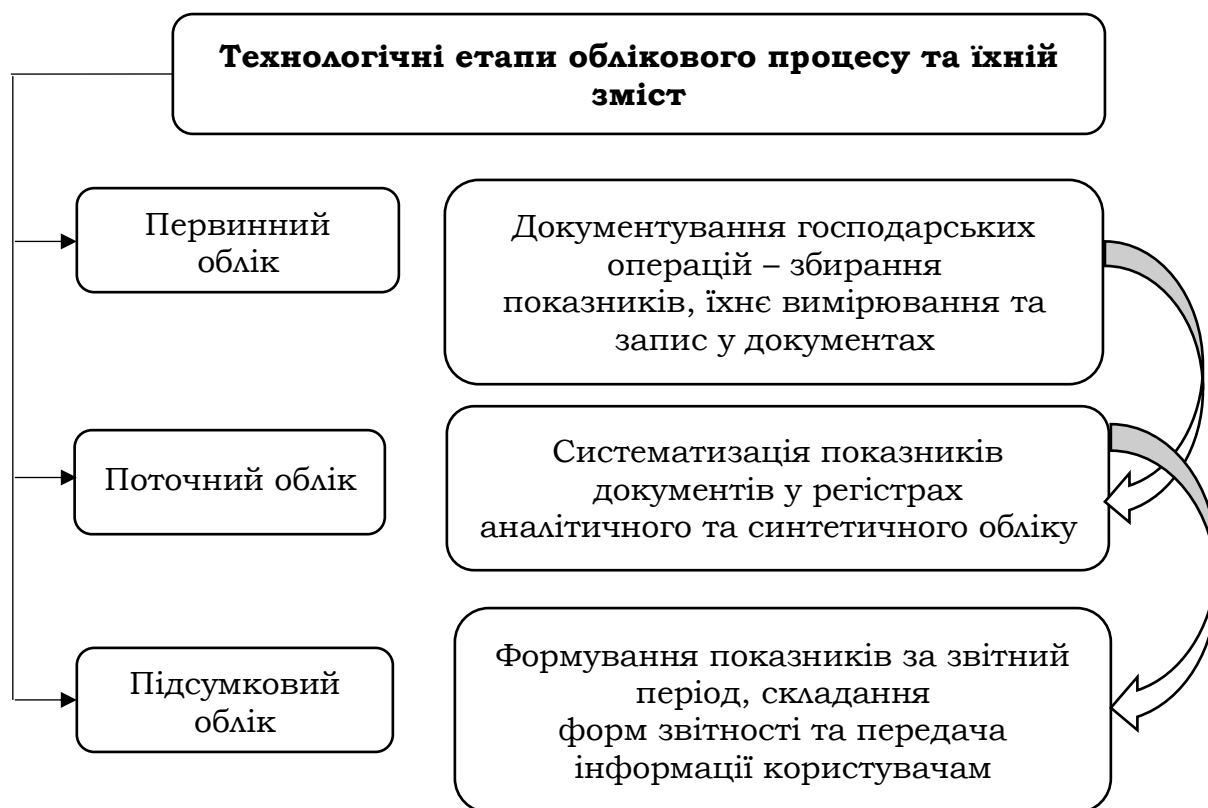 Технологічні етапи облікового процесу та їхній
зміст
Первинний
облік
Документування господарських
операцій – збирання
показників, їхнє вимірювання та
запис у документах
Поточний облік
Систематизація показників
документів у регістрах
аналітичного та синтетичного обліку
Підсумковий
облік
Формування показників за звітний
період, складання
форм звітності та передача
інформації користувачам